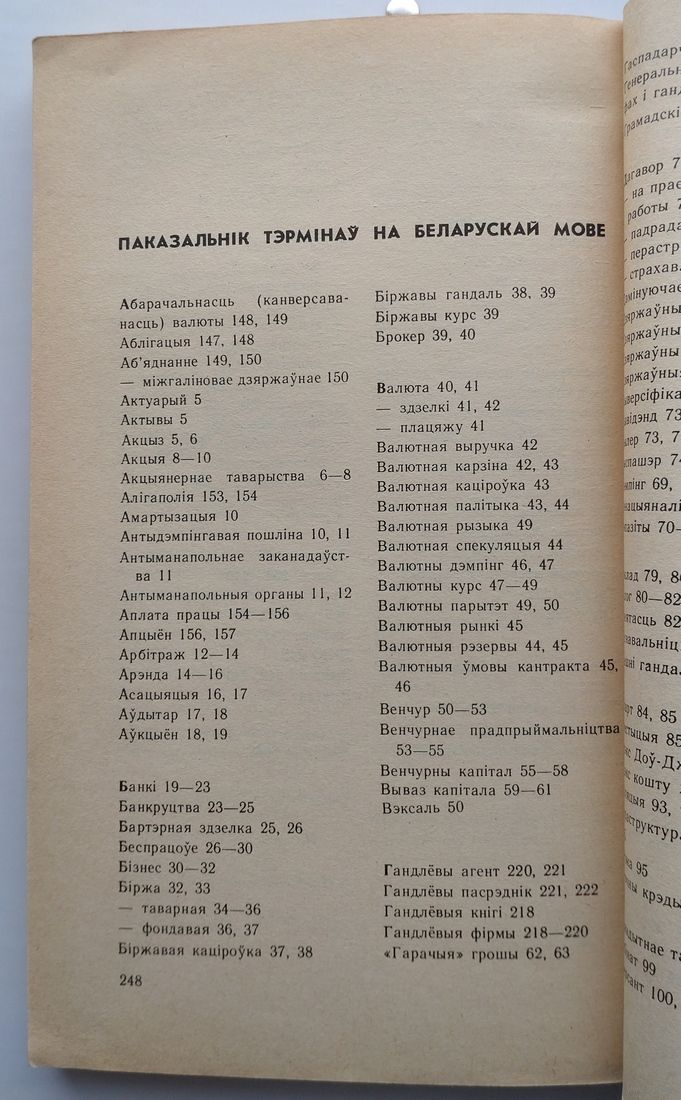 ПАКАЗАЛЬНІК ТЭРМІНАЎ НА БЕЛАРУСКАЙ МОВЕ
Абарачальнасць (канверсава-
насць) валюты 148, 149
Аблігацыя 147, 148
Аб’яднанне 149, 150
— міжгаліновае дзяржаўнае 150
Актуарый 5
Актывы 5
Акцыз 5, 6
Акцыя 8—10
Акцыянернае таварыства 6—8
Алігаполія 153, 154
Амартызацыя 10
Антыдэмпінгавая пошліна 10, 11
Антыманапольнае заканадаўст-
ва 11
Антыманапольныя органы 11, 12
Аплата працы 154—156
Апцыён 156, 157
Арбітраж 12—14
Арэнда 14—16
Асацыяцыя 16, 17
Аўдытар 17, 18
Аўкцыён 18, 19
Банкі 19—23
Банкруцтва 23—25
Бартэрная здзелка 25, 26
Беспрацоўе 26—30
Бізнес 30—32
Біржа 32, 33
— таварная 34—36
— фондавая 36, 37
Біржавая каціроўка 37, 38
248
Біржавы гандаль 38, 39
Біржавы курс 39
Брокер 39, 40
Валюта 40, 41
— здзелкі 41, 42
— плацяжу 41
Валютная выручка 42
Валютная карзіна 42, 43
Валютная каціроўка 43
Валютная палітыка 43, 44
Валютная рызыка 49
Валютная спекуляцыя 44
Валютны дэмпінг 46, 47
Валютны курс 47—49
Валютны парытэт 49, 50
Валютныя рынкі 45
Валютныя рэзервы 44, 45
Валютныя ўмовы кантракта 45,
46
Венчур 50—53
Венчурнае прадпрыймальніцтва
53—55
Венчурны капітал 55—58
Вываз капітала 59—61
Вэксаль 50
Гандлёвы агент 220, 221
Гандлёвы пасрэднік 221, 222
Гандлёвыя кнігі 218
Гандлёвыя фірмы 218—220
«Гарачыя» грошы 62, 63